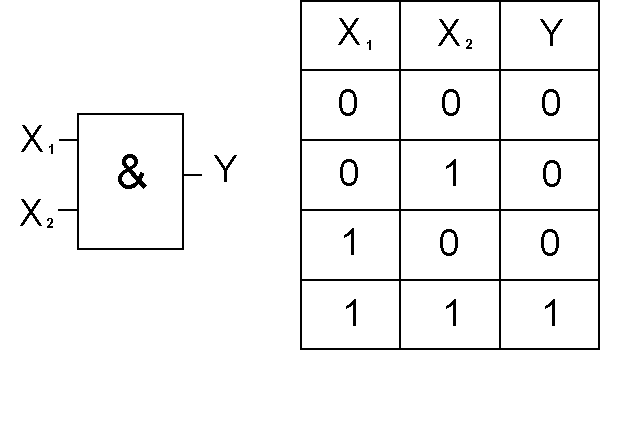 X₁
&
Y
X₂
X₁ X₂ Y
0 0 0
0 1 0
1 0 0
1 1 1